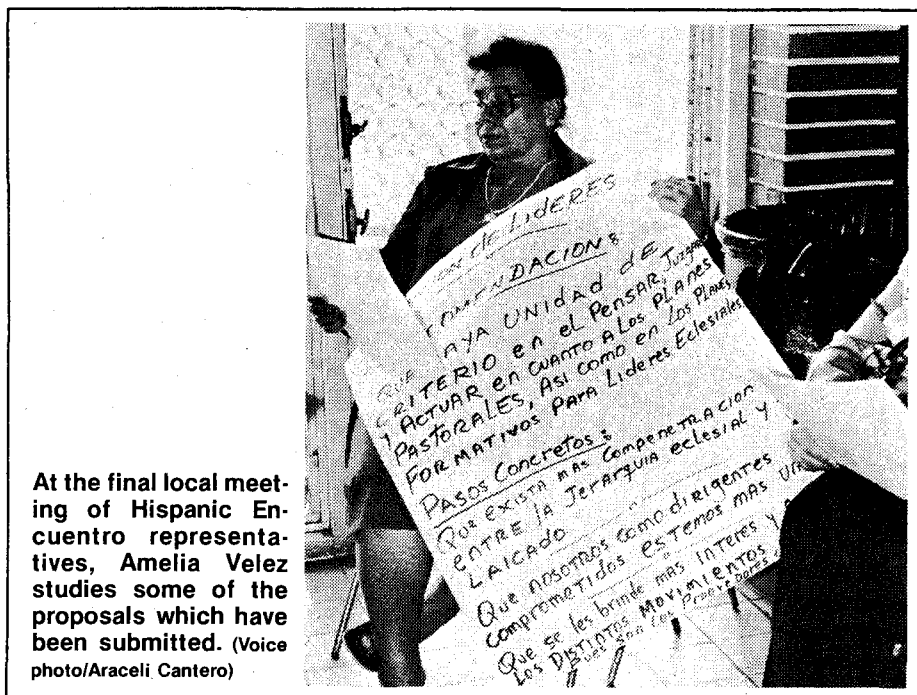 At the final local meet-
ing of Hispanic En-
cuentro representa-
tives, Amelia Velez
studies some of the
proposals which have
been submitted. (Voice
photo/Araceli Cantero)
DE LIDERES
COMENDACION:
QUE AYA UNIDAD DE
CRITERIO en el PENSAR, JUZGAR
Y ACTUAR en CUANTO A LOS PLANES
PASTORALES, ASI COMO en LOS PLANES
FORMATIVOS PARA LIDERES ECLESIALES
PASOS CONCRETOS:
QUE EXISTA MAS COMPENETRACION
ENTRE LA JERARQUIA eclesial y
LAICADO
QUE NOSOTROS COMO DIRIGENTES
COMPROMETIDOS ESTEMOS MAS
QUE SE LES BRINDE MAS INTERES Y
LOS DISTINTOS MOVIMIENTOS